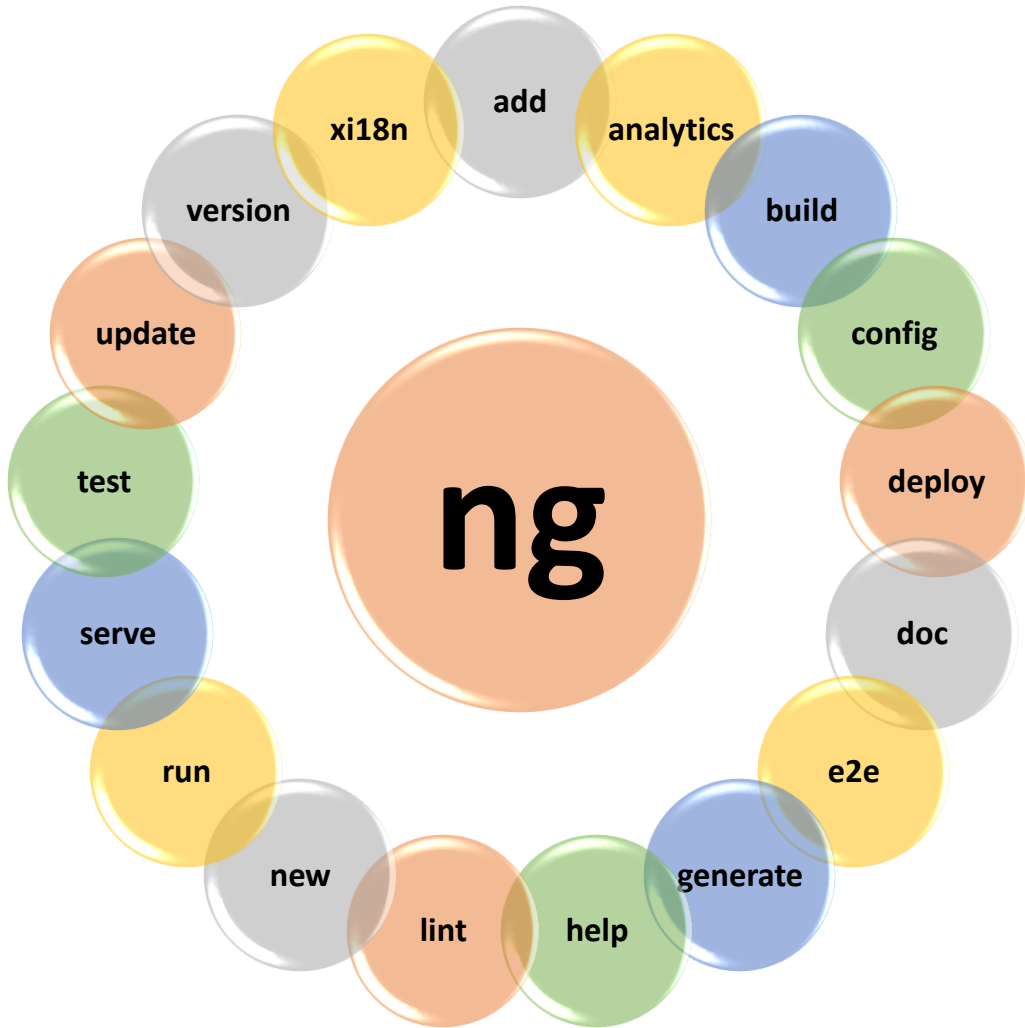 add
analytics
build
config
deploy
doc
e2e
generate
help
lint
new
run
serve
test
update
version
xi18n
ng